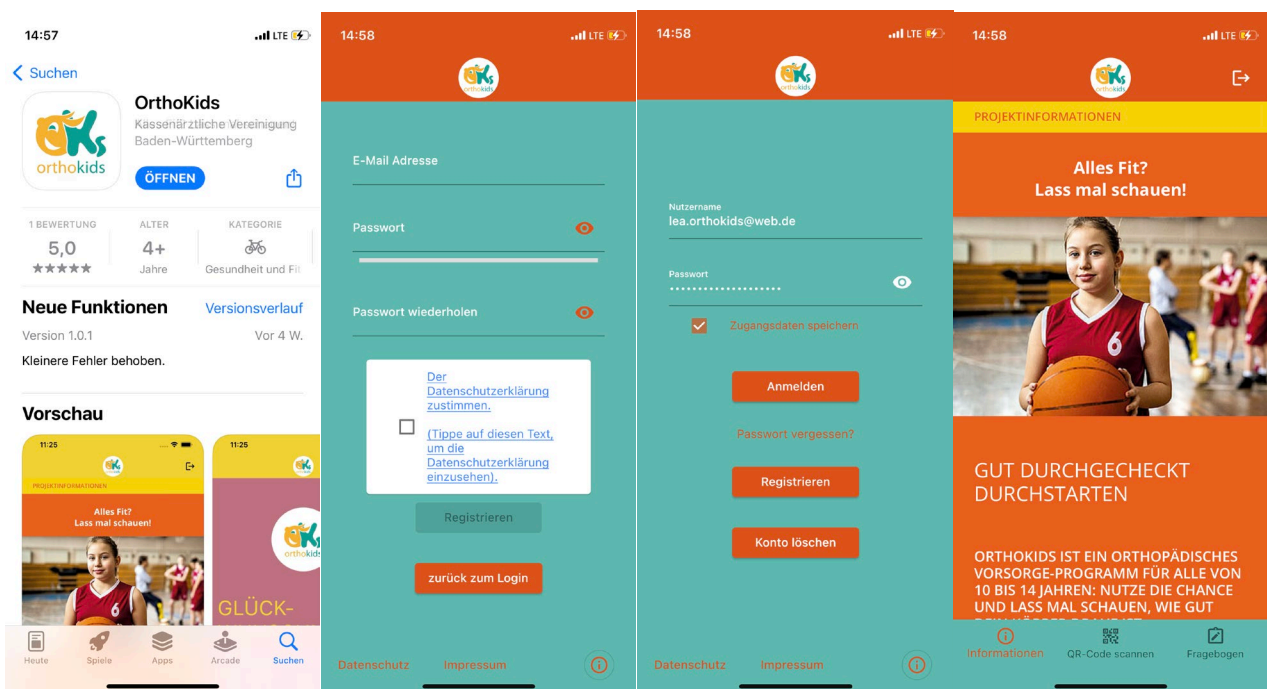 14:57
LTE
Suchen
OrthoKids
Kassenärztliche Vereinigung
Baden-Württemberg
orthokids
ÖFFNEN
1 BEWERTUNG
5,0
ALTER
4+
Jahre
KATEGORIE
Gesundheit und Fit
Neue Funktionen
Versionsverlauf
Version 1.0.1
Vor 4 W.
Kleinere Fehler behoben.
Vorschau
11:25
PROJEKTINFORMATIONEN
Alles Fit?
Lass mal schauen!
6
11:25
orthokids
GLÜCK-
Heute
Spiele
Apps
Arcade
Suchen
14:58
LTE
orthokids
E-Mail Adresse
Passwort
Passwort wiederholen
Der
Datenschutzerklärung
zustimmen.
(Tippe auf diesen Text,
um die
Datenschutzerklärung
einzusehen).
Registrieren
zurück zum Login
Datenschutz
Impressum
14:58
LTE
orthokids
Nutzername
lea.orthokids@web.de
Passwort
Zugangsdaten speichern
Anmelden
Passwort vergessen?
Registrieren
Konto löschen
Datenschutz
Impressum
14:58
LTE
orthokids
PROJEKTINFORMATIONEN
Alles Fit?
Lass mal schauen!
6
GUT DURCHGECHECKT
DURCHSTARTEN
ORTHOKIDS IST EIN ORTHOPÄDISCHES
VORSORGE-PROGRAMM FÜR ALLE VON
10 BIS 14 JAHREN: NUTZE DIE CHANCE
UND LASS MAL SCHAUEN, WIE GUT
Informationen
QR-Code scannen
Fragebogen